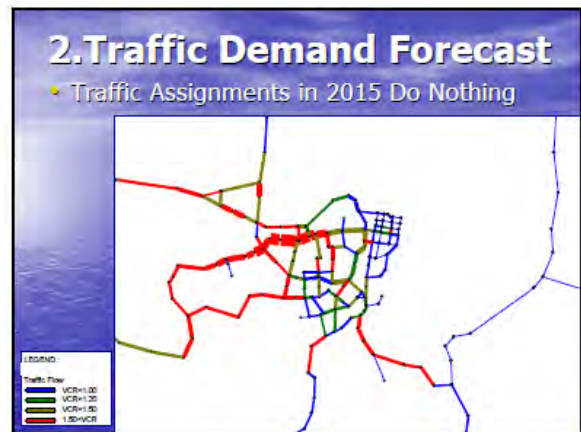 2.Traffic Demand Forecast
• Traffic Assignments in 2015 Do Nothing
LEGEND :
Traffic Flow
VCR<1.00
VCR<1.20
VCR<1.50
1.50<VCR